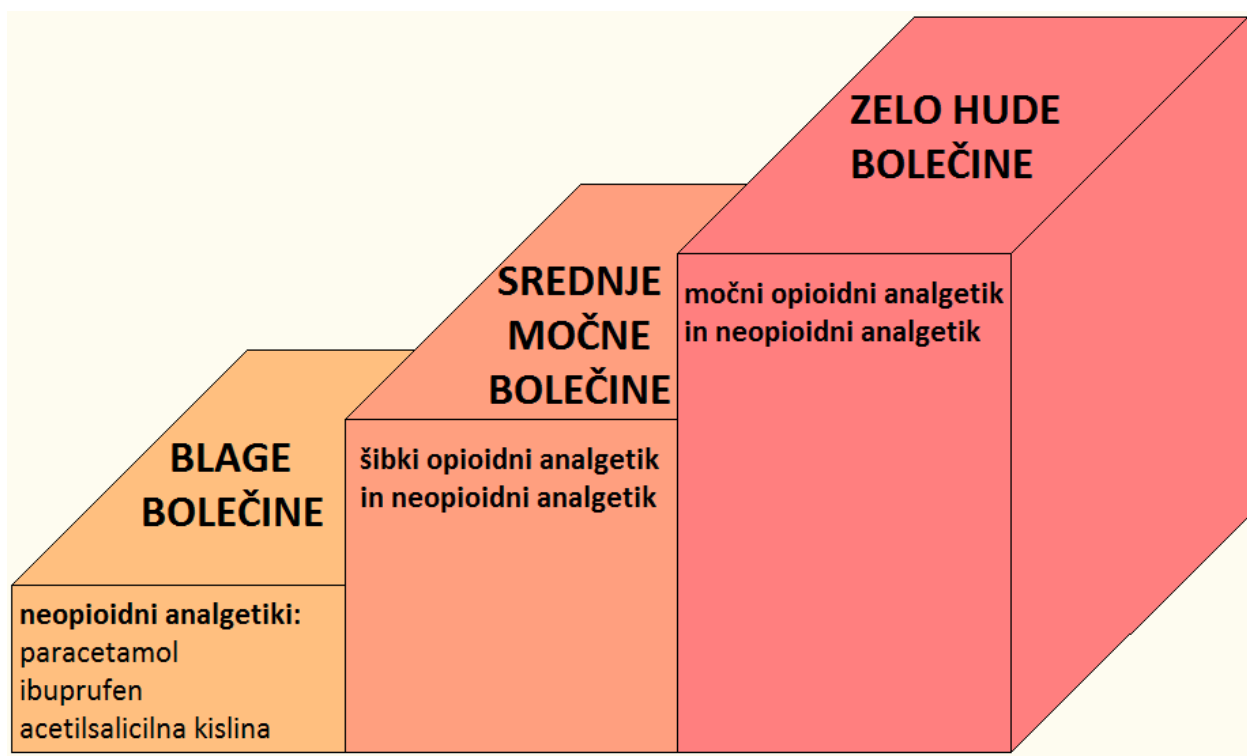 BLAGE
BOLEČINE
neopioidni analgetiki:
paracetamol
ibuprufen
acetilsalicilna kislina
SREDNJE
MOČNE
BOLEČINE
šibki opioidni analgetik
in neopioidni analgetik
ZELO HUDE
BOLEČINE
močni opioidni analgetik
in neopioidni analgetik